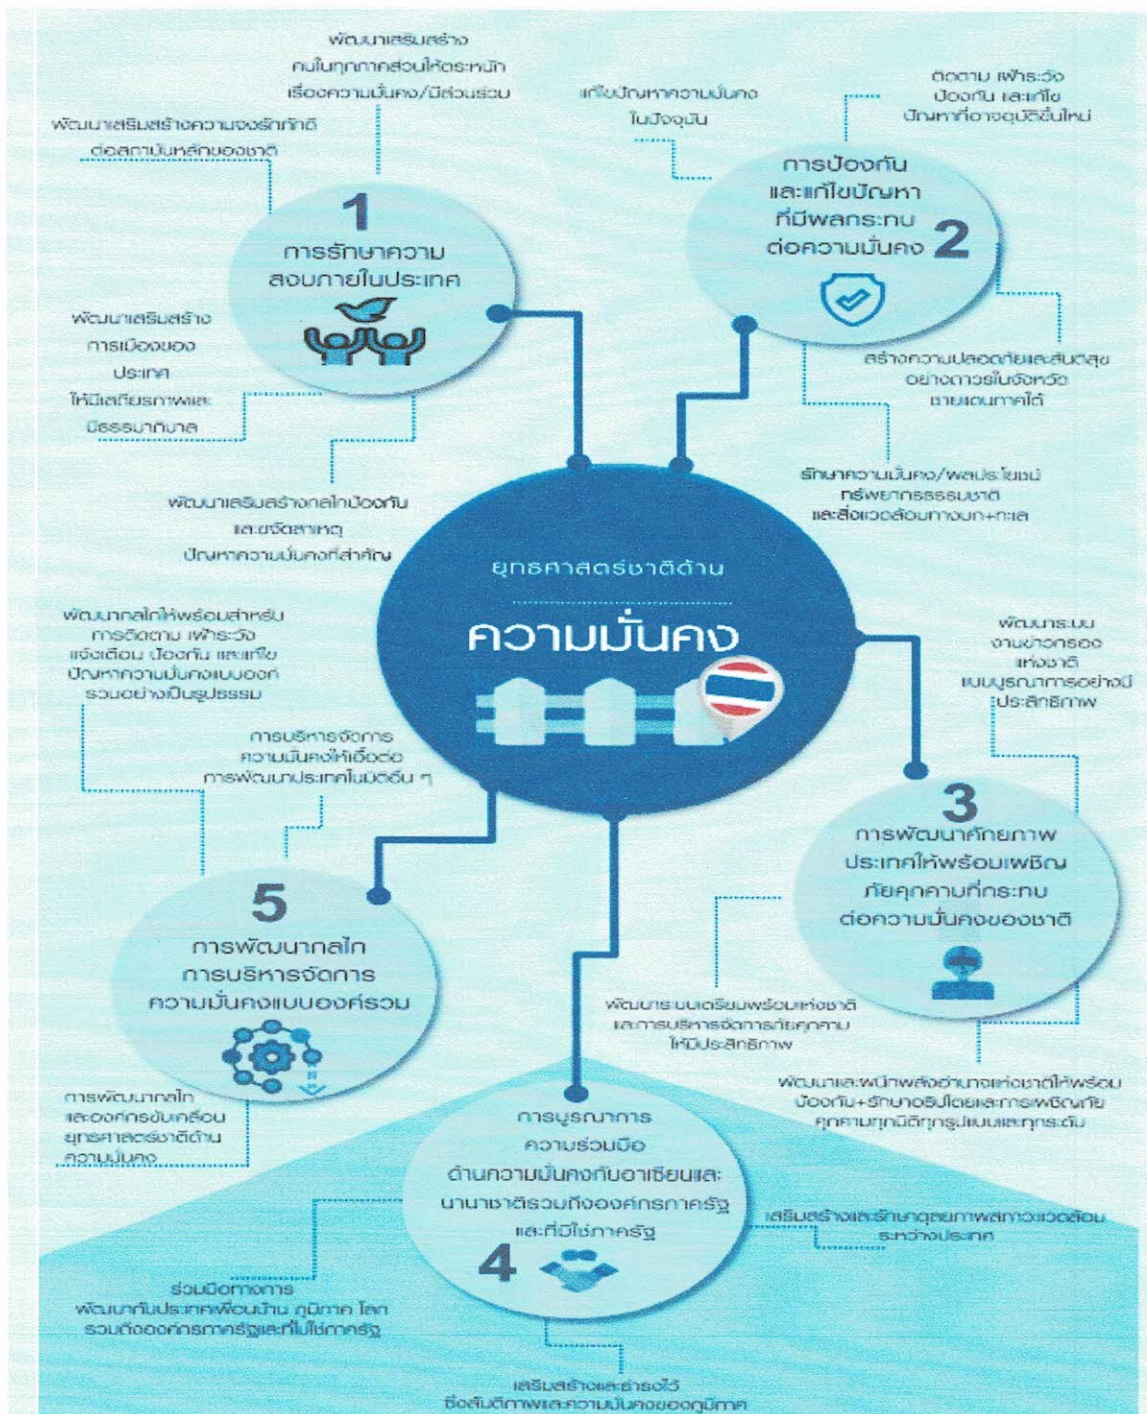 พัฒนาเสริมสร้าง
คนในทุกภาคส่วนให้ตระหนัก
เรื่องความมั่นคง/มีส่วนร่วม
พัฒนาเสริมสร้างความจงรักภักดี
ต่อสถาบันหลักของชาติ
1
การรักษาความ
สงบภายในประเทศ
พัฒนาเสริมสร้าง
การเมืองของ
ประเทศ
ให้มีเสถียรภาพและ
มีธรรมาภิบาล
พัฒนาเสริมสร้างกลไกป้องกัน
และขจัดสาเหตุ
ปัญหาความมั่นคงที่สำคัญ
แก้ไขปัญหาความมั่นคง
ในปัจจุบัน
ติดตาม เฝ้าระวัง
ป้องกัน และแก้ไข
ปัญหาที่อาจอุบัติขึ้นใหม่
การป้องกัน
และแก้ไขปัญหา
ที่มีผลกระทบ
ต่อความมั่นคง 2
สร้างความปลอดภัยและสันติสุข
อย่างถาวรในจังหวัด
ชายแดนภาคใต้
รักษาความมั่นคง/ผลประโยชน์
ทรัพยากรธรรมชาติ
และสิ่งแวดล้อมทางบก+ทะเล
ยุทธศาสตร์ชาติด้าน
ความมั่นคง
พัฒนาระบบ
งานข่าวกรอง
แห่งชาติ
แบบบูรณาการอย่างมี
ประสิทธิภาพ
3
การพัฒนาศักยภาพ
ประเทศให้พร้อมเผชิญ
ภัยคุกคามที่กระทบ
ต่อความมั่นคงของชาติ
พัฒนาระบบเตรียมพร้อมแห่งชาติ
และการบริหารจัดการภัยคุกคาม
ให้มีประสิทธิภาพ
พัฒนาและผนึกพลังอำนาจแห่งชาติให้พร้อม
ป้องกัน+รักษาอธิปไตยและการเผชิญภัย
คุกคามทุกมิติทุกรูปแบบและทุกระดับ
พัฒนากลไกให้พร้อมสำหรับ
การติดตาม เฝ้าระวัง
แจ้งเตือน ป้องกัน และแก้ไข
ปัญหาความมั่นคงแบบองค์
รวมอย่างเป็นรูปธรรม
การบริหารจัดการ
ความมั่นคงให้เอื้อต่อ
การพัฒนาประเทศในมิติอื่น ๆ
5
การพัฒนากลไก
การบริหารจัดการ
ความมั่นคงแบบองค์รวม
การพัฒนากลไก
และองค์กรขับเคลื่อน
ยุทธศาสตร์ชาติด้าน
ความมั่นคง
การบูรณาการ
ความร่วมมือ
ด้านความมั่นคงกับอาเซียนและ
นานาชาติรวมถึงองค์กรภาครัฐ
และที่มิใช่ภาครัฐ
4
เสริมสร้างและรักษาดุลยภาพสภาวะแวดล้อม
ระหว่างประเทศ
ร่วมมือทางการ
พัฒนากับประเทศเพื่อนบ้าน ภูมิภาค โลก
รวมถึงองค์กรภาครัฐและที่ไม่ใช่ภาครัฐ
เสริมสร้างและธำรงไว้
ซึ่งสันติภาพและความมั่นคงของภูมิภาค